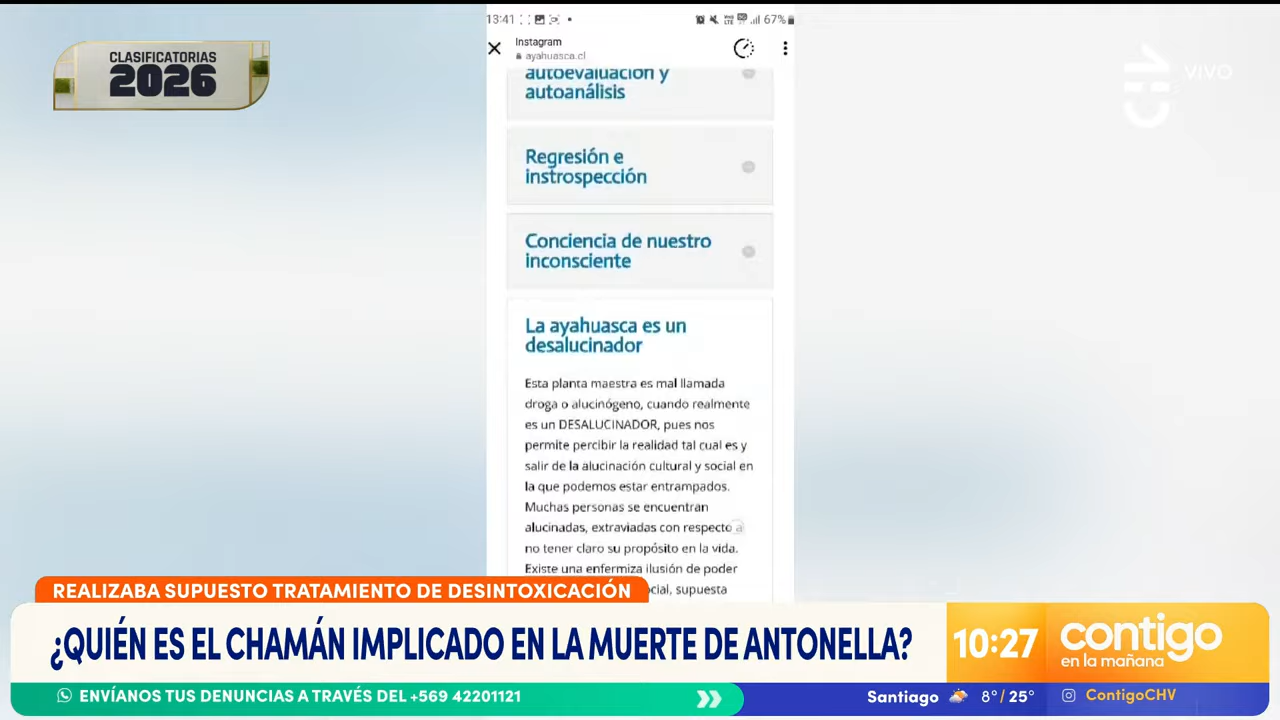 CLASIFICATORIAS
2026
13:41
67%
Instagram
ayahuasca.cl
CHV VIVO
autoevaluación y
autoanálisis
Regresión e
instrospección
Conciencia de nuestro
inconsciente
La ayahuasca es un
desalucinador
Esta planta maestra es mal llamada
droga o alucinógeno, cuando realmente
es un DESALUCINADOR, pues nos
permite percibir la realidad tal cual es y
salir de la alucinación cultural y social en
la que podemos estar entrampados.
Muchas personas se encuentran
alucinadas, extraviadas con respecto a
no tener claro su propósito en la vida.
Existe una enfermiza ilusión de poder
supuesta
REALIZABA SUPUESTO TRATAMIENTO DE DESINTOXICACIÓN
¿QUIÉN ES EL CHAMÁN IMPLICADO EN LA MUERTE DE ANTONELLA?
10:27
contigo
en la mañana
ENVÍANOS TUS DENUNCIAS A TRAVÉS DEL +569 42201121
Santiago 8°/25°
ContigoCHV